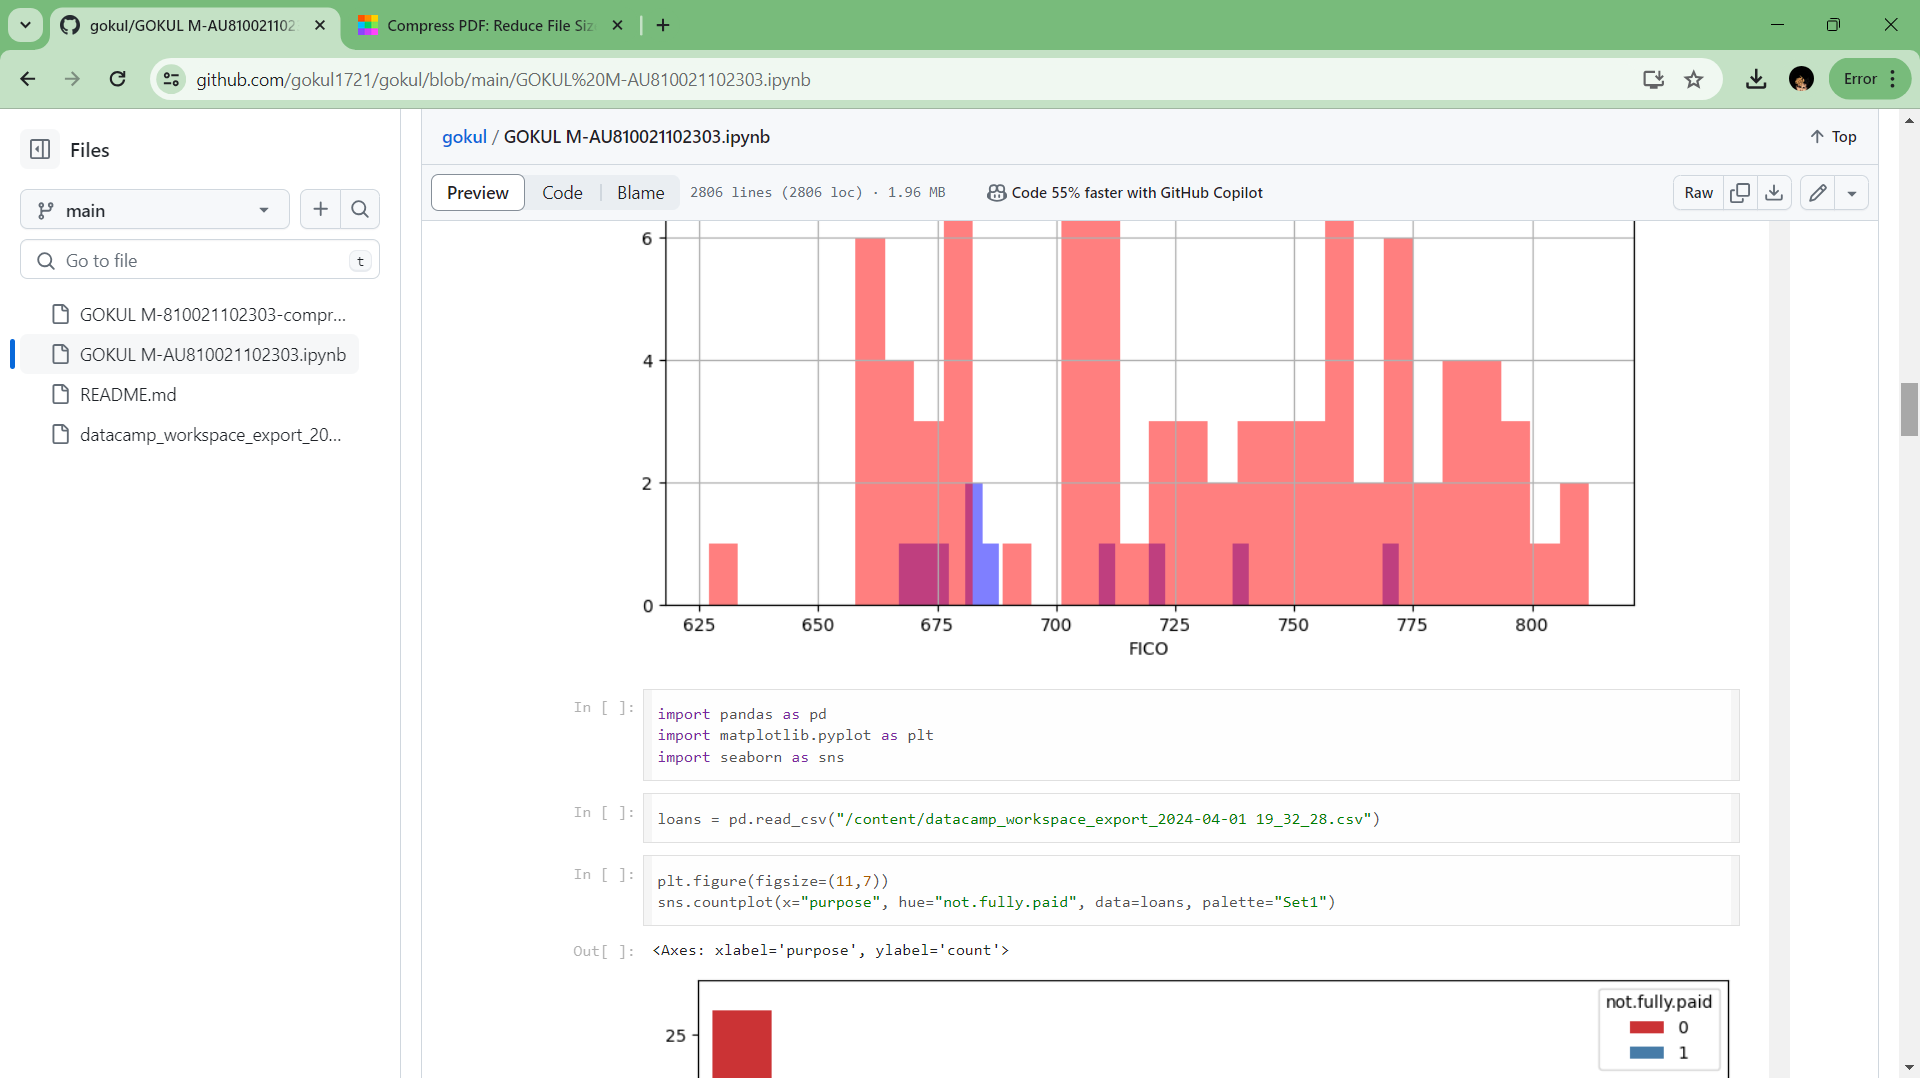 gokul/GOKUL M-AU810021102
Compress PDF: Reduce File Siz
github.com/gokul1721/gokul/blob/main/GOKUL%20M-AU810021102303.ipynb
Error
Files
gokul / GOKUL M-AU810021102303.ipynb
Top
main
Preview
Code
Blame
2806 lines (2806 loc) · 1.96 MB
Code 55% faster with GitHub Copilot
Raw
Go to file
t
GOKUL M-810021102303-compr...
GOKUL M-AU810021102303.ipynb
README.md
datacamp_workspace_export_20...
6
4
2
0
625 650 675 700 725 750 775 800
FICO
In [ ]:
import pandas as pd
import matplotlib.pyplot as plt
import seaborn as sns
In [ ]:
loans = pd.read_csv("/content/datacamp_workspace_export_2024-04-01 19_32_28.csv")
In [ ]:
plt.figure(figsize=(11,7))
sns.countplot(x="purpose", hue="not.fully.paid", data=loans, palette="Set1")
Out[ ]:
<Axes: xlabel='purpose', ylabel='count'>
25
not.fully.paid
0
1